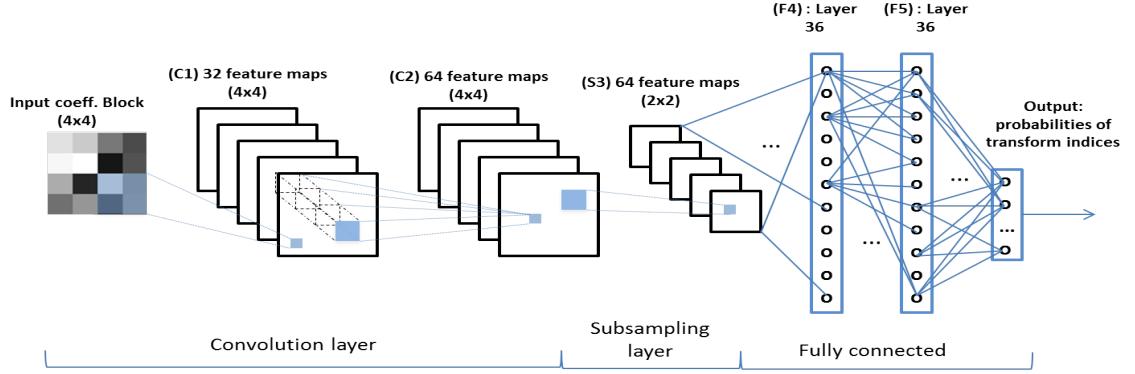 Input coeff. Block
(4x4)
(C1) 32 feature maps
(4x4)
(C2) 64 feature maps
(4x4)
(S3) 64 feature maps
(2x2)
...
(F4) : Layer
36
...
(F5) : Layer
36
...
Output:
probabilities of
transform indices
...
Convolution layer
Subsampling
layer
Fully connected